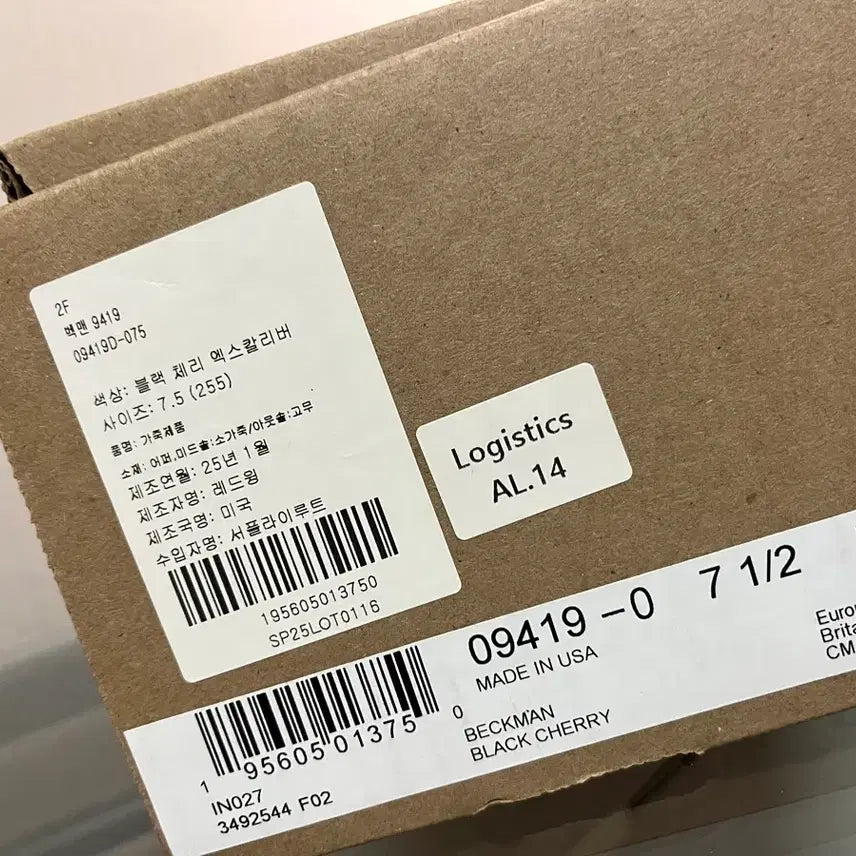 2F
벡맨 9419
09419D-075
색상: 블랙 체리 엑스칼리버
사이즈: 7.5 (255)
품명: 가죽제품
소재: 어퍼,미드솔:소가죽/아웃솔:고무
제조연월: 25년 1월
제조자명: 레드윙
제조국명: 미국
수입자명: 서플라이루트
195605013750
SP25LOT0116
Logistics
AL.14
09419 -0 7 1/2
MADE IN USA
BECKMAN
BLACK CHERRY
1 95605 01375 0
IN027
3492544 F02
Euro
Brita
CM